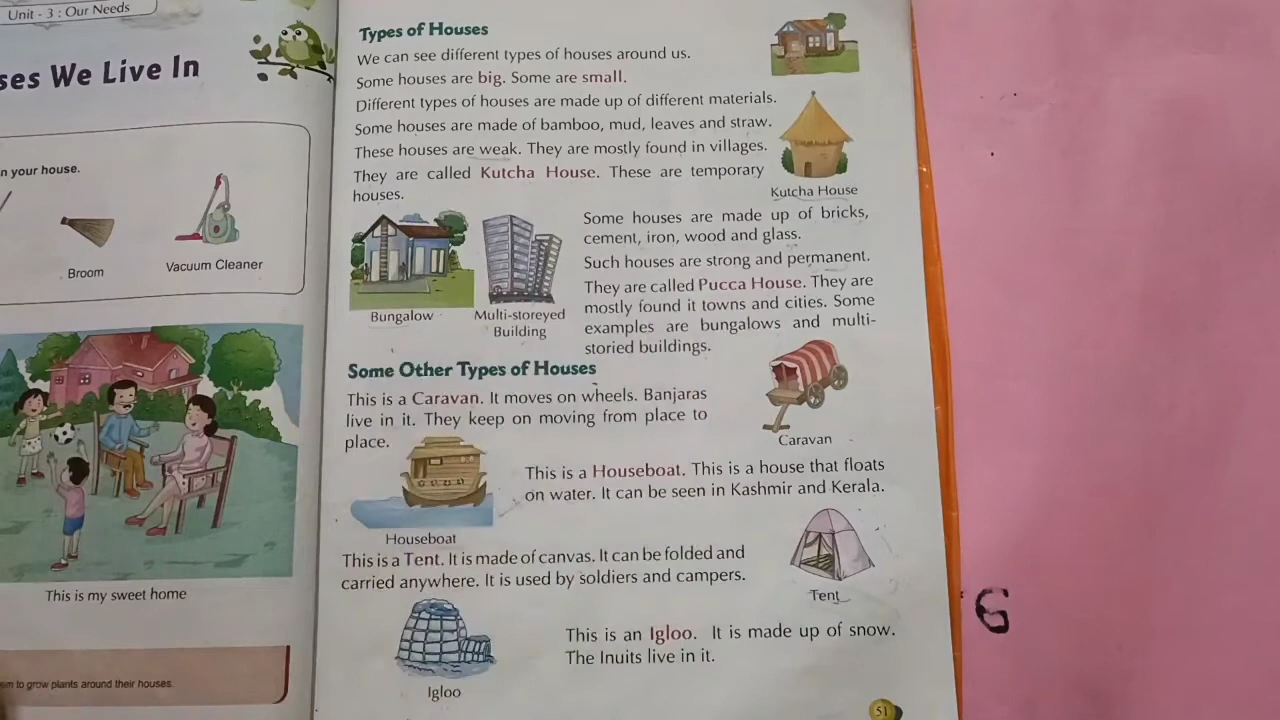 Unit - 3 : Our Needs
ses We Live In
n your house.
Broom
Vacuum Cleaner
This is my sweet home
em to grow plants around their houses.
Types of Houses
We can see different types of houses around us.
Some houses are big. Some are small.
Different types of houses are made up of different materials.
Some houses are made of bamboo, mud, leaves and straw.
These houses are weak. They are mostly found in villages.
They are called Kutcha House. These are temporary
houses.
Kutcha House
Bungalow
Multi-storeyed
Building
Some houses are made up of bricks,
cement, iron, wood and glass.
Such houses are strong and permanent.
They are called Pucca House. They are
mostly found it towns and cities. Some
examples are bungalows and multi-
storied buildings.
Some Other Types of Houses
This is a Caravan. It moves on wheels. Banjaras
live in it. They keep on moving from place to
place.
Caravan
This is a Houseboat. This is a house that floats
on water. It can be seen in Kashmir and Kerala.
Houseboat
This is a Tent. It is made of canvas. It can be folded and
carried anywhere. It is used by soldiers and campers.
Tent
This is an Igloo. It is made up of snow.
The Inuits live in it.
Igloo
51
G